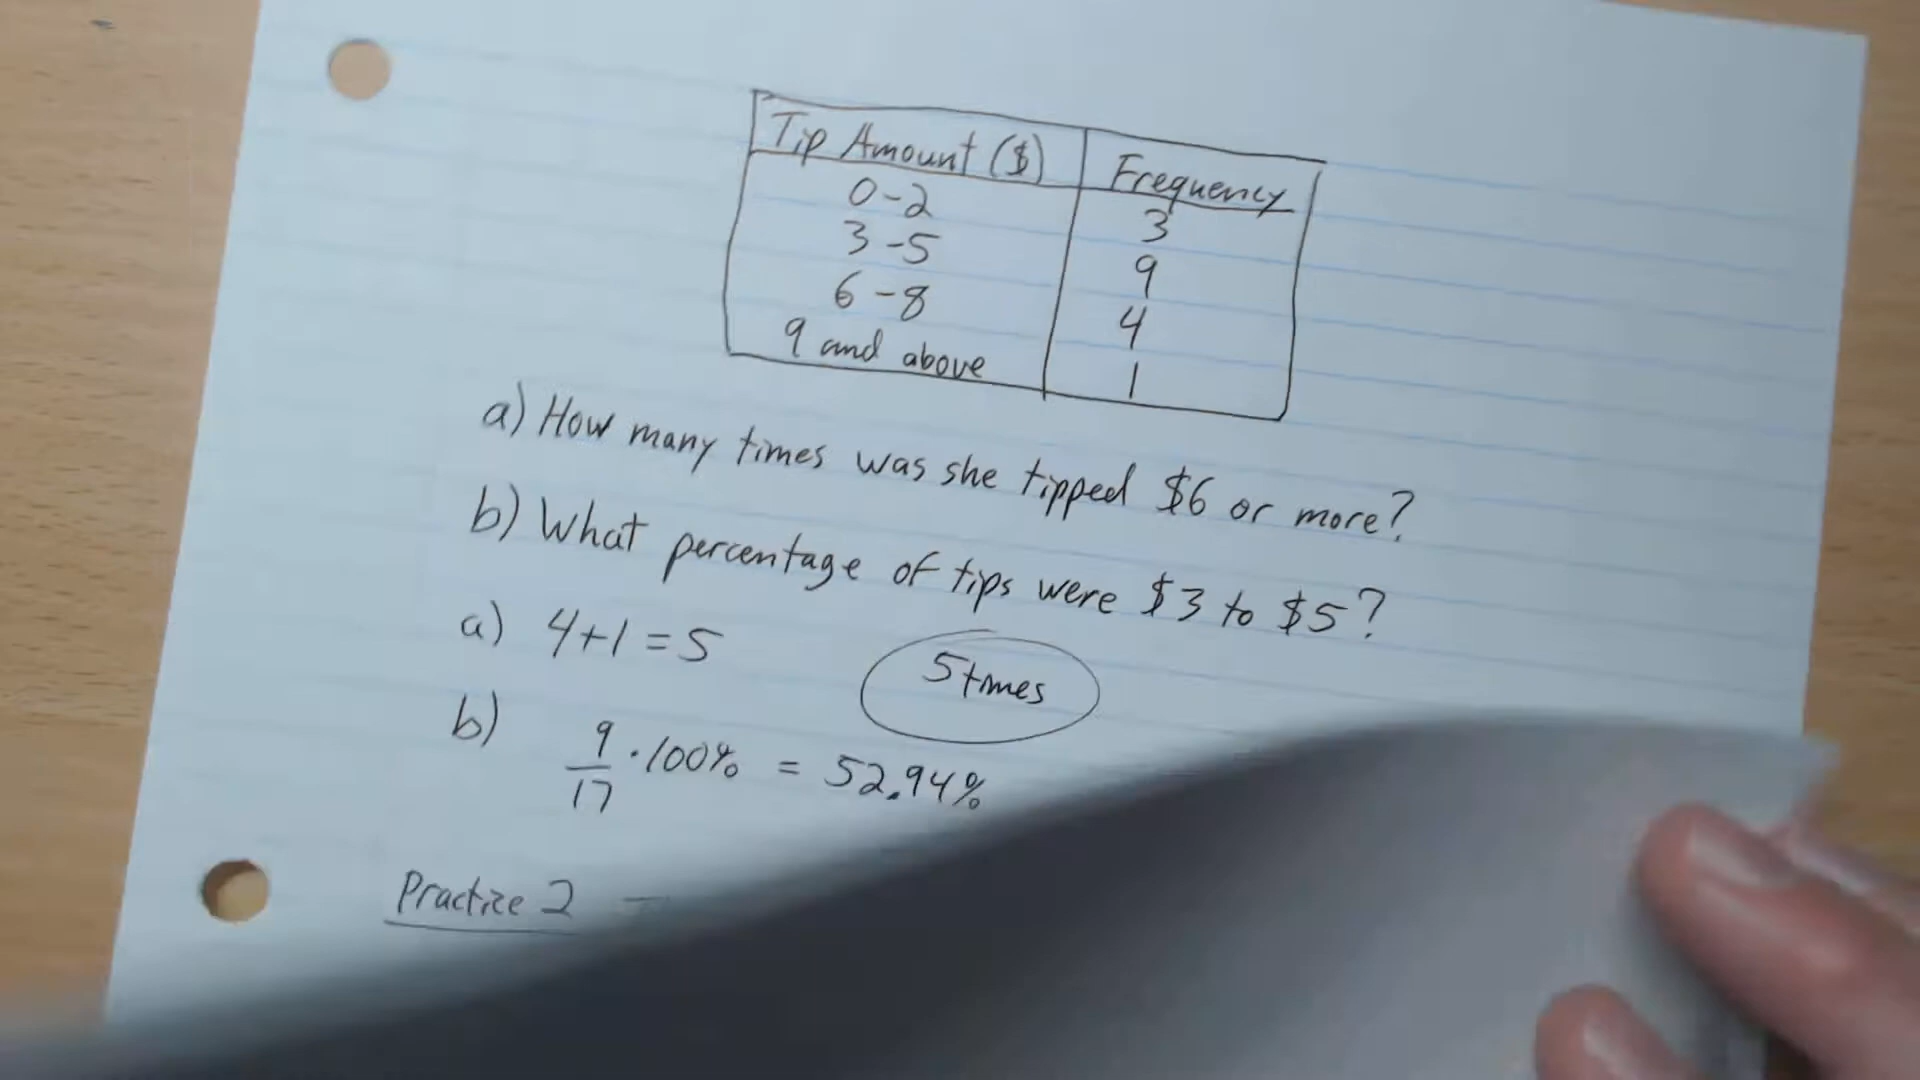 Tip Amount ($) Frequency
0-2 3
3-5 9
6-8 4
9 and above 1
a) How many times was she tipped $6 or more?
b) What percentage of tips were $3 to $5?
a) 4+1=5
5 times
b) 9/17 · 100% = 52.94%
Practice 2